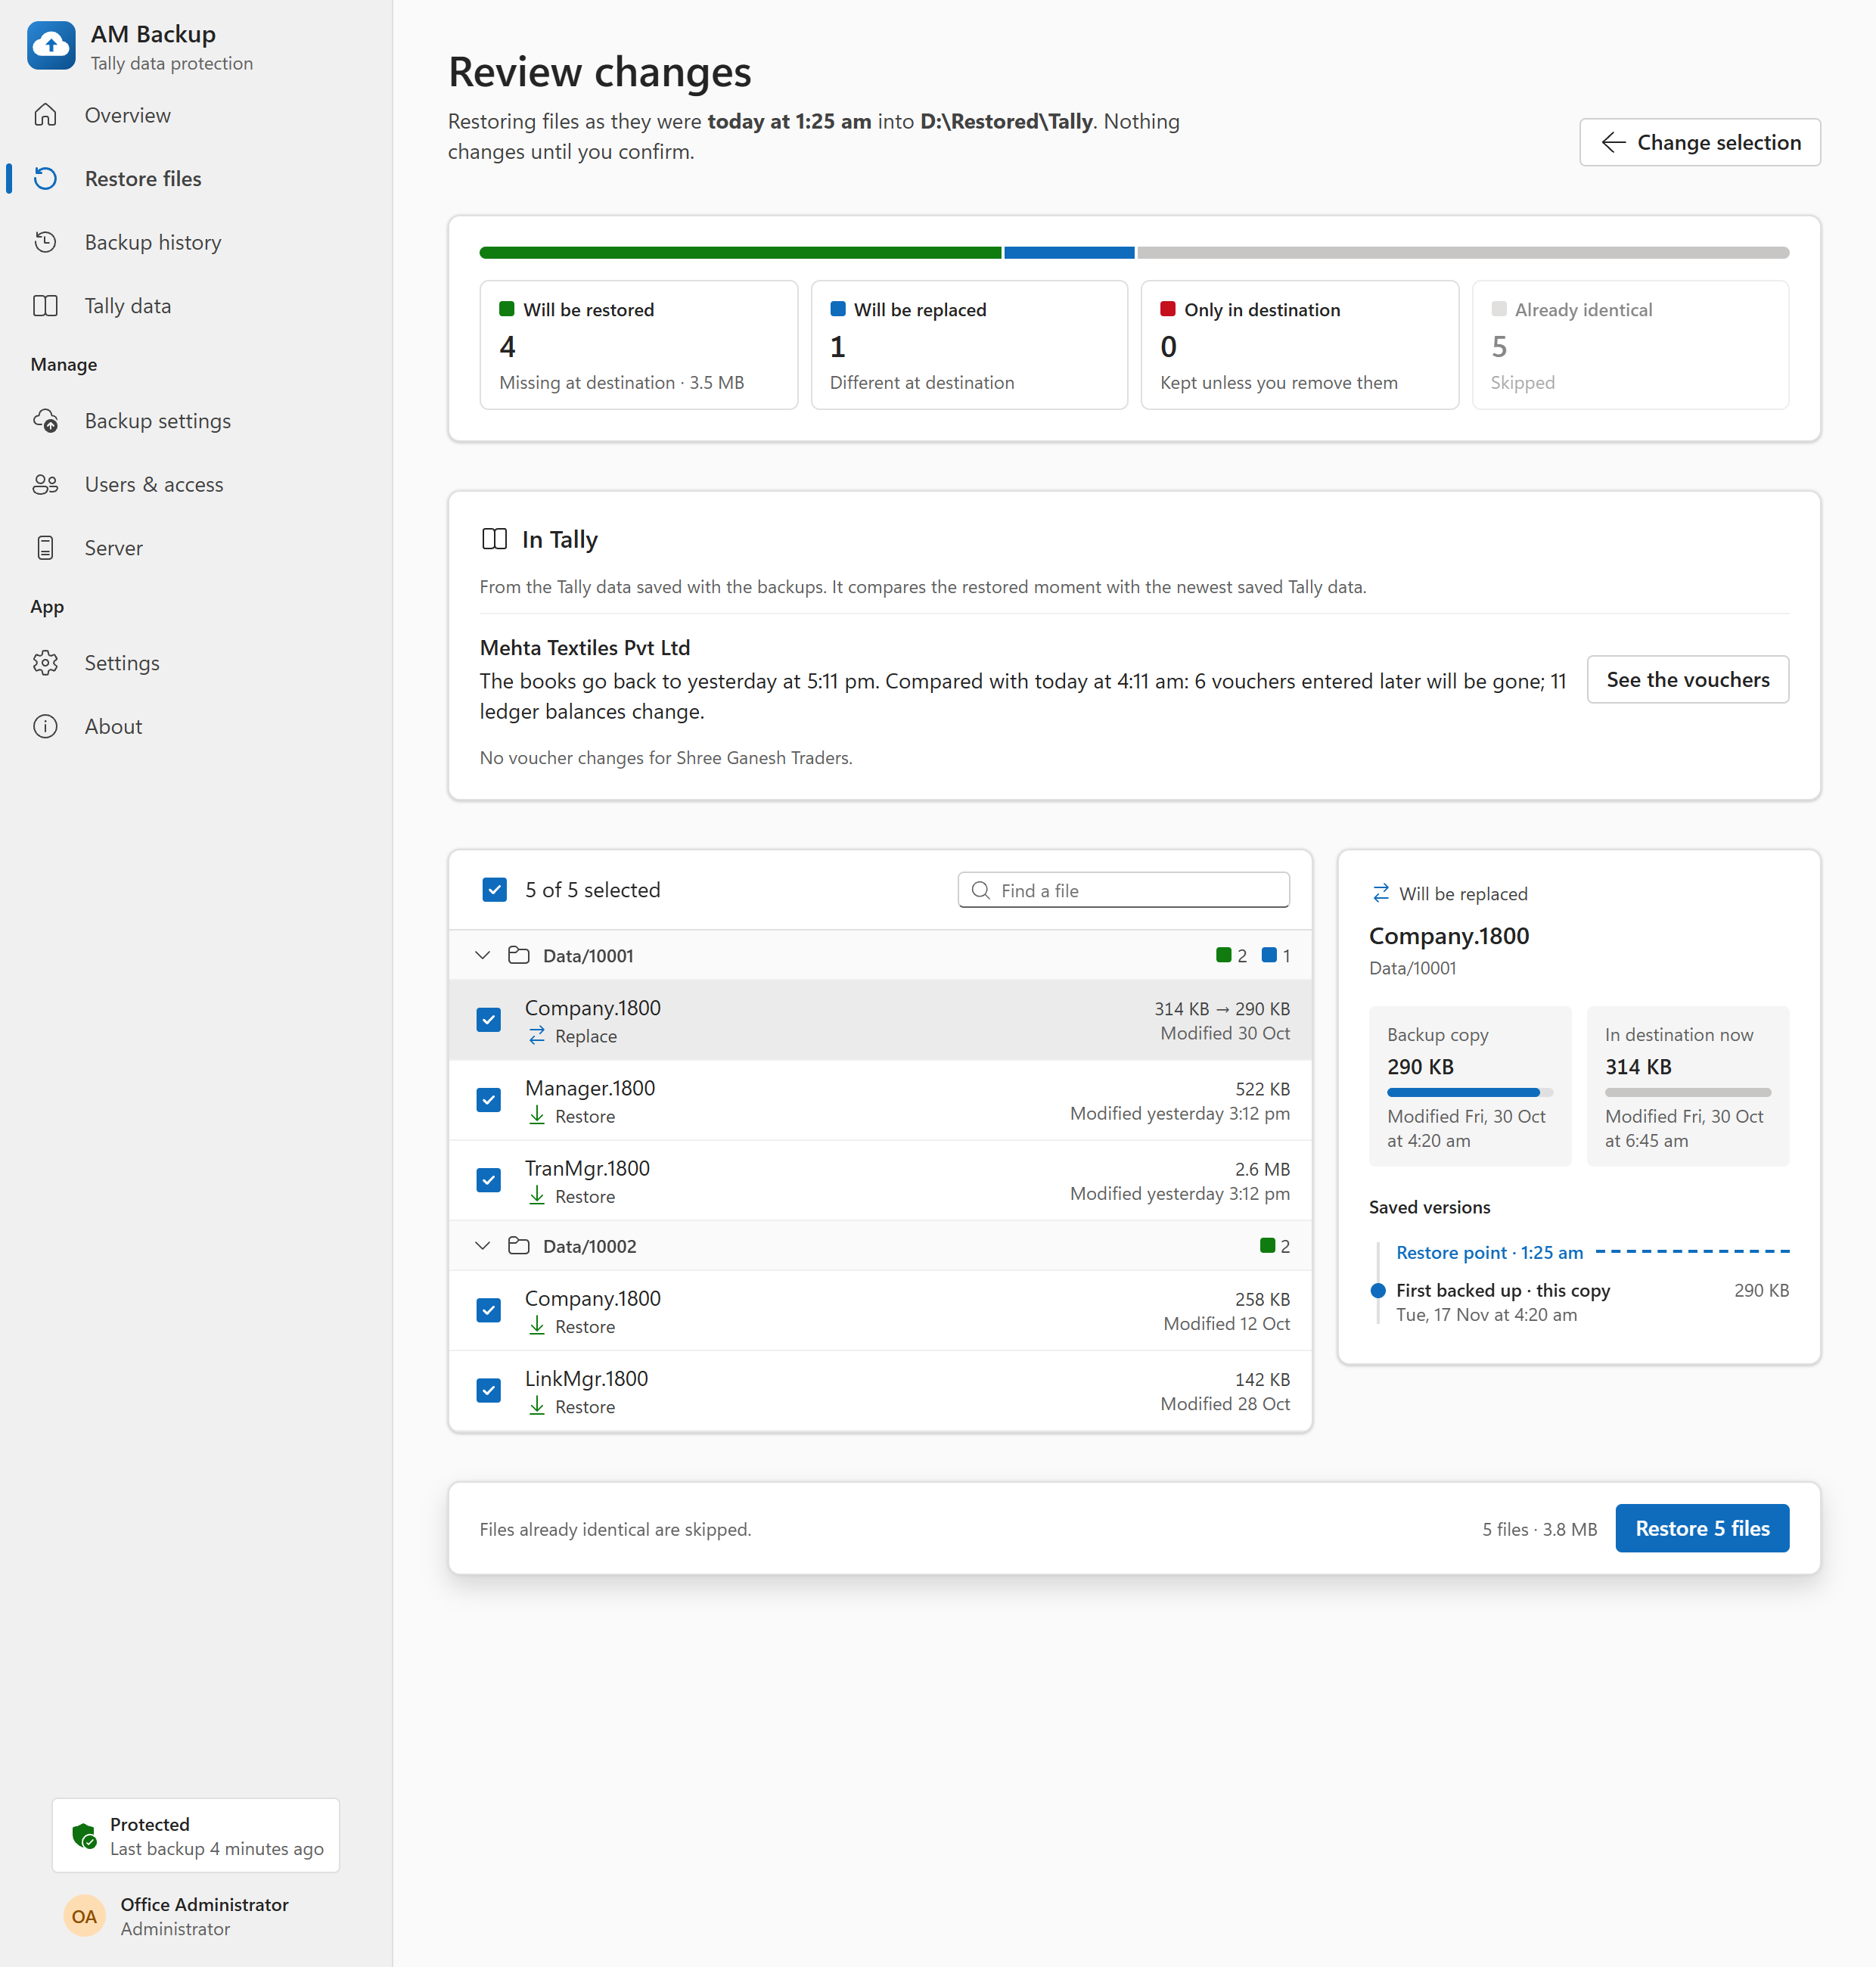 AM Backup
Tally data protection
Overview
Restore files
Backup history
Tally data
Manage
Backup settings
Users & access
Server
App
Settings
About
Protected
Last backup 4 minutes ago
OA
Office Administrator
Administrator
Review changes
Restoring files as they were today at 1:25 am into D:\Restored\Tally. Nothing
changes until you confirm.
Change selection
Will be restored
4
Missing at destination · 3.5 MB
Will be replaced
1
Different at destination
Only in destination
0
Kept unless you remove them
Already identical
5
Skipped
In Tally
From the Tally data saved with the backups. It compares the restored moment with the newest saved Tally data.
Mehta Textiles Pvt Ltd
The books go back to yesterday at 5:11 pm. Compared with today at 4:11 am: 6 vouchers entered later will be gone; 11
ledger balances change.
See the vouchers
No voucher changes for Shree Ganesh Traders.
5 of 5 selected
Find a file
Data/10001
2
1
Company.1800
Replace
314 KB → 290 KB
Modified 30 Oct
Manager.1800
Restore
522 KB
Modified yesterday 3:12 pm
TranMgr.1800
Restore
2.6 MB
Modified yesterday 3:12 pm
Data/10002
2
Company.1800
Restore
258 KB
Modified 12 Oct
LinkMgr.1800
Restore
142 KB
Modified 28 Oct
Will be replaced
Company.1800
Data/10001
Backup copy
290 KB
Modified Fri, 30 Oct
at 4:20 am
In destination now
314 KB
Modified Fri, 30 Oct
at 6:45 am
Saved versions
Restore point · 1:25 am
First backed up · this copy
290 KB
Tue, 17 Nov at 4:20 am
Files already identical are skipped.
5 files · 3.8 MB
Restore 5 files